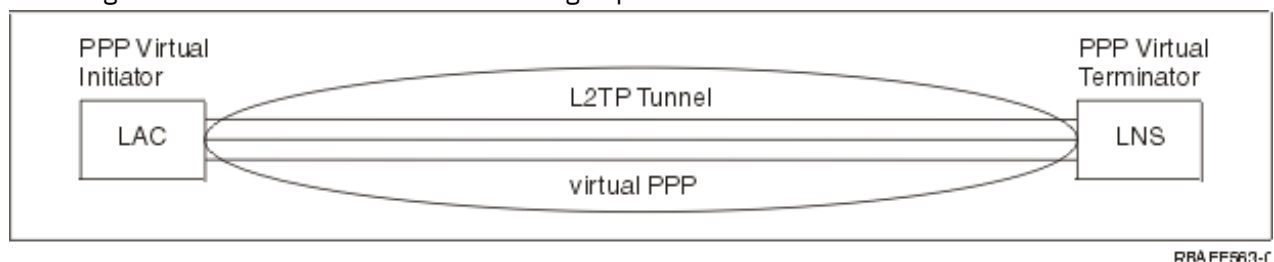 PPP Virtual
Initiator
PPP Virtual
Terminator
L2TP Tunnel
LAC
LNS
virtual PPP